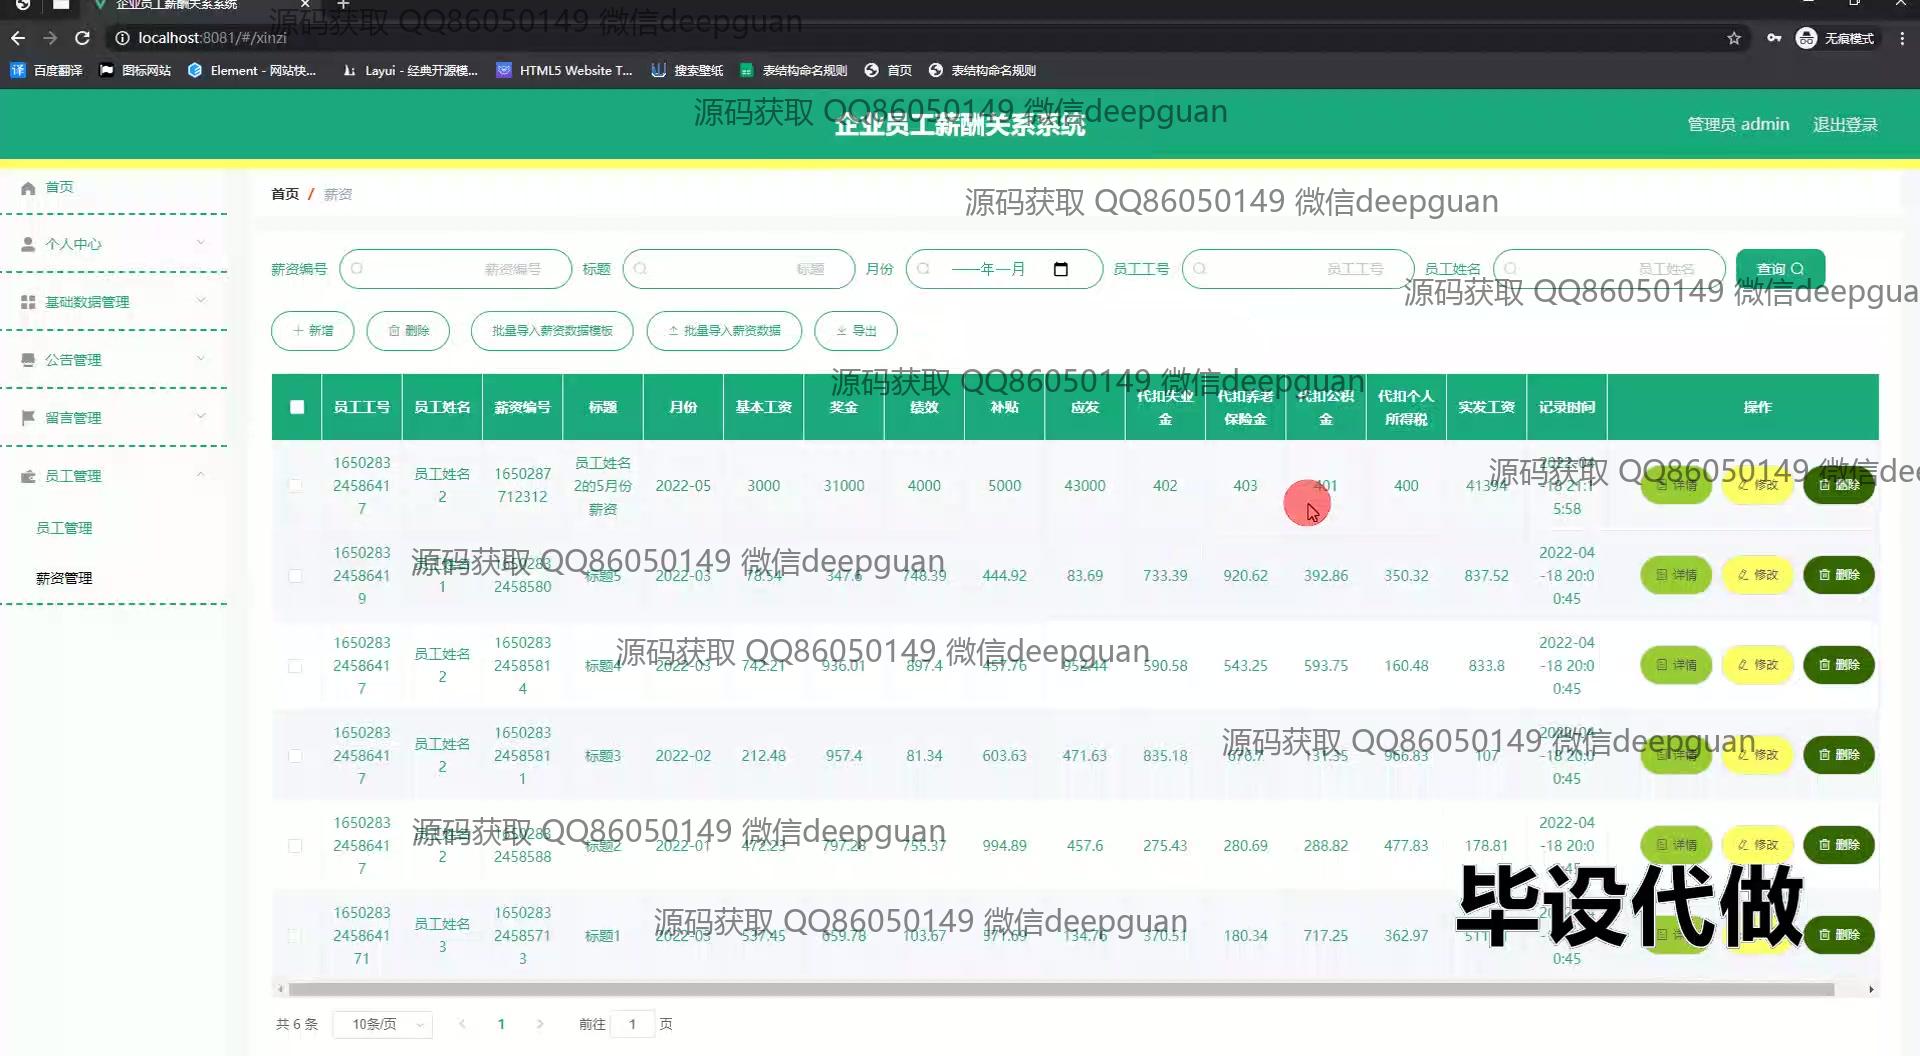 企业员工薪酬关系系统
localhost:8081/#/xinzi
无痕模式
百度翻译 图标网站 Element - 网站快... Layui - 经典开源模... HTML5 Website T... 搜索壁纸 表结构命名规则 首页 表结构命名规则
源码获取 QQ86050149 微信deepguan
源码获取 QQ86050149 微信deepguan
企业员工薪酬关系系统
管理员 admin 退出登录
首页
个人中心
基础数据管理
公告管理
留言管理
员工管理
员工管理
薪资管理
首页 / 薪资
源码获取 QQ86050149 微信deepguan
薪资编号 薪资编号 标题 标题 月份 ----年--月 员工工号 员工工号 员工姓名 员工姓名 查询
源码获取 QQ86050149 微信deepgua
新增 删除 批量导入薪资数据模板 批量导入薪资数据 导出
源码获取 QQ86050149 微信deepguan
员工工号 员工姓名 薪资编号 标题 月份 基本工资 奖金 绩效 补贴 应发 代扣失业金 代扣养老保险金 代扣公积金 代扣个人所得税 实发工资 记录时间 操作
165028324586417 员工姓名2 1650287712312 员工姓名2的5月份薪资 2022-05 3000 31000 4000 5000 43000 402 403 401 400 41394 2022-04-18 21:15:58 详情 修改 删除
源码获取 QQ86050149 微信dee
165028324586419 员工姓名1 16502832458580 标题5 2022-03 78.54 347.6 748.39 444.92 83.69 733.39 920.62 392.86 350.32 837.52 2022-04-18 20:00:45 详情 修改 删除
源码获取 QQ86050149 微信deepguan
165028324586417 员工姓名2 165028324585814 标题4 2022-03 742.21 936.01 897.4 457.76 952.44 590.58 543.25 593.75 160.48 833.8 2022-04-18 20:00:45 详情 修改 删除
源码获取 QQ86050149 微信deepguan
165028324586417 员工姓名2 165028324585811 标题3 2022-02 212.48 957.4 81.34 603.63 471.63 835.18 676.7 131.35 966.83 107 2022-04-18 20:00:45 详情 修改 删除
源码获取 QQ86050149 微信deepguan
165028324586417 员工姓名2 16502832458588 标题2 2022-01 472.23 797.28 755.37 994.89 457.6 275.43 280.69 288.82 477.83 178.81 2022-04-18 20:00:45 详情 修改 删除
源码获取 QQ86050149 微信deepguan
1650283245864171 员工姓名3 165028324585713 标题1 2022-03 537.45 659.78 103.67 571.69 134.76 370.51 180.34 717.25 362.97 0:45 删除
源码获取 QQ86050149 微信deepguan
毕设代做
共 6 条 10条/页 1 前往 1 页